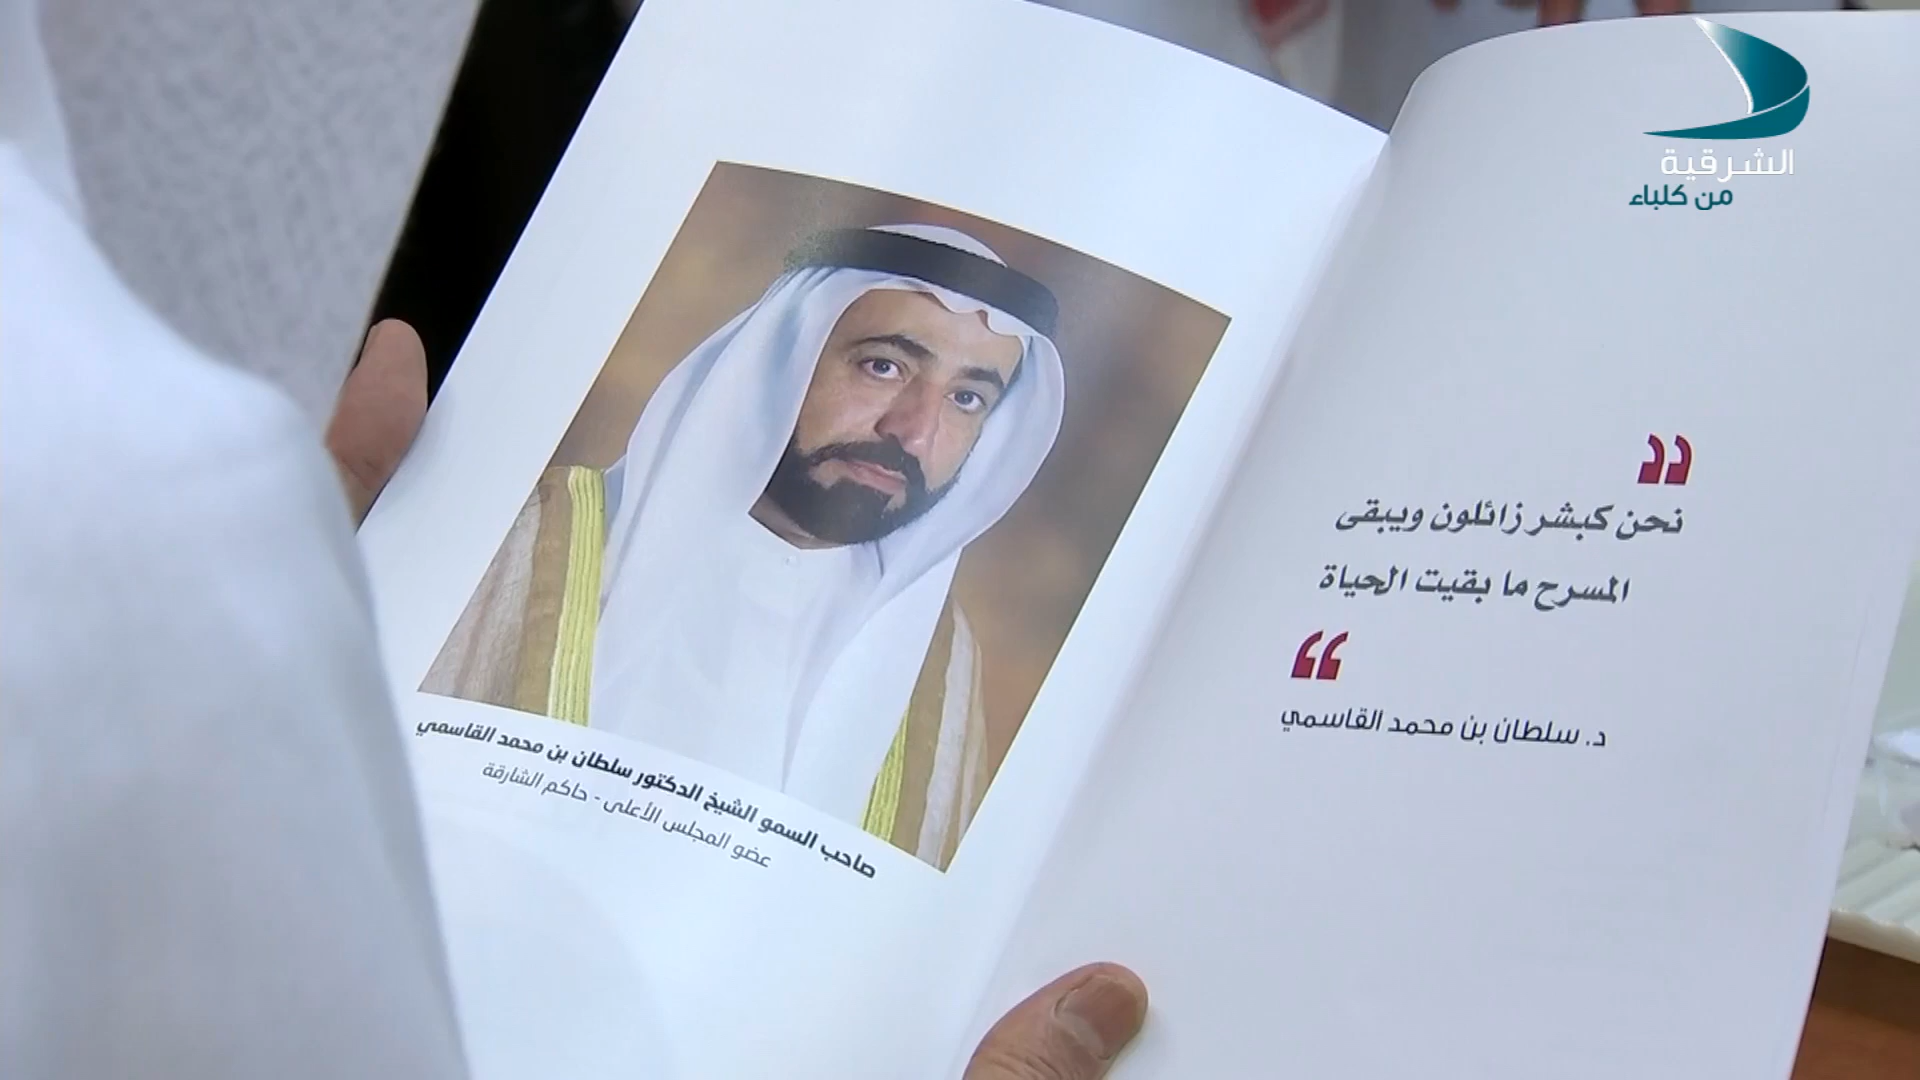 الشرقية
من كلباء
نحن كبشر زائلون ويبقى
المسرح ما بقيت الحياة
د. سلطان بن محمد القاسمي
صاحب السمو الشيخ الدكتور سلطان بن محمد القاسمي
عضو المجلس الأعلى - حاكم الشارقة